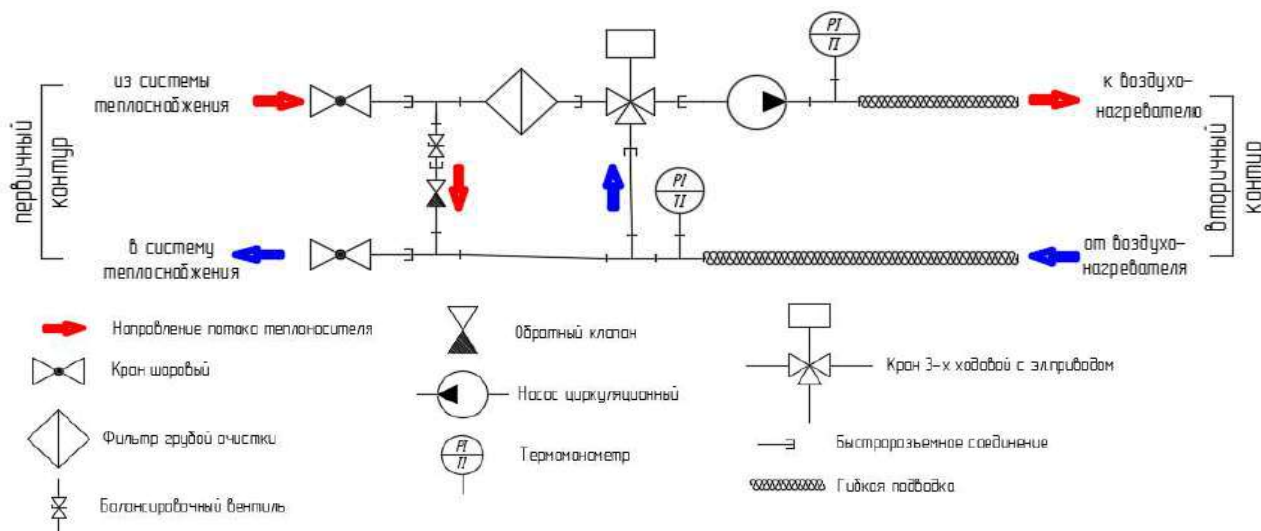 PI
TI
из системы
теплоснабжения
к воздухо-
нагревателю
первичный
контур
PI
TI
вторичный
контур
в систему
теплоснабжения
от воздухо-
нагревателя
Направление потока теплоносителя
Обратный клапан
Кран шаровый
Кран 3-х ходовой с эл.приводом
Насос циркуляционный
Фильтр грубой очистки
Быстроразъемное соединение
PI
TI
Термоманометр
Гибкая подводка
Балансировочный вентиль